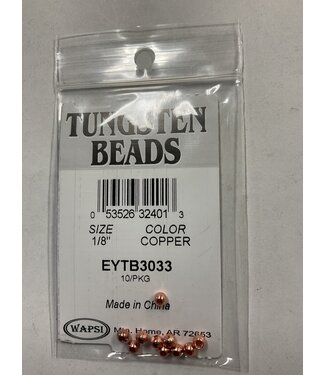 TUNGSTEN
BEADS
0 53526 32401 3
SIZE COLOR
1/8" COPPER
EYTB3033
10/PKG
Made in China
WAPSI Mtn. Home, AR 72653